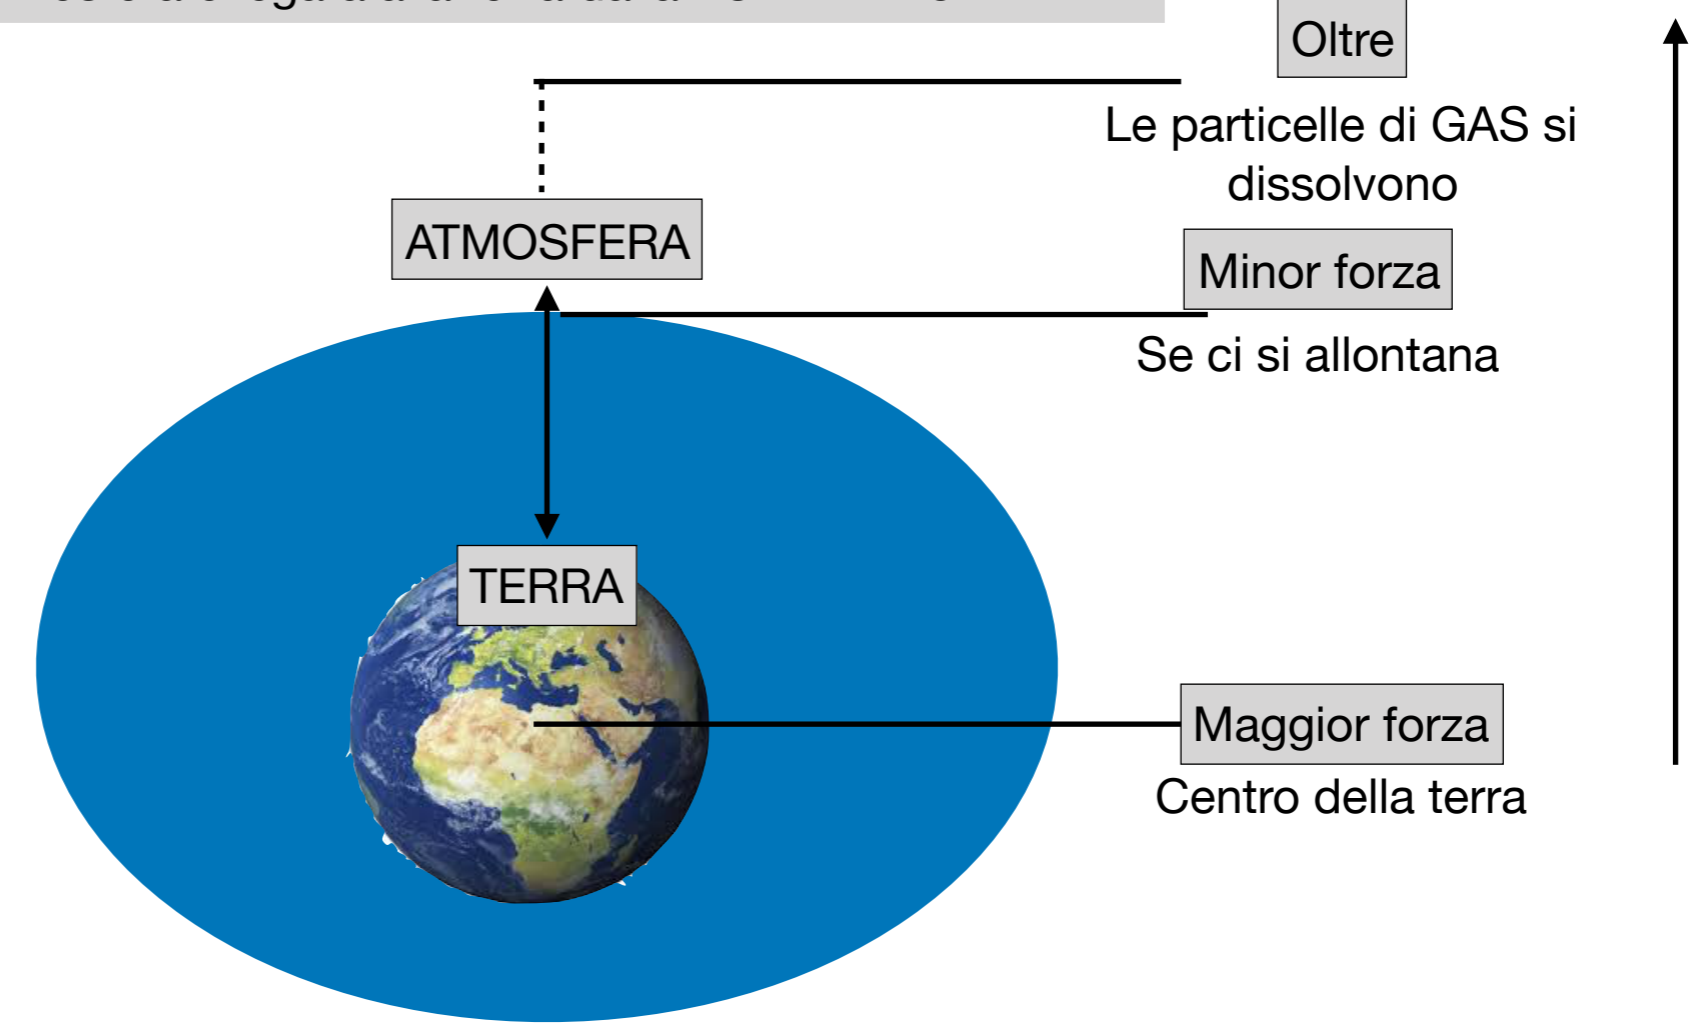 Oltre
Le particelle di GAS si
dissolvono
ATMOSFERA
Minor forza
Se ci si allontana
TERRA
Maggior forza
Centro della terra